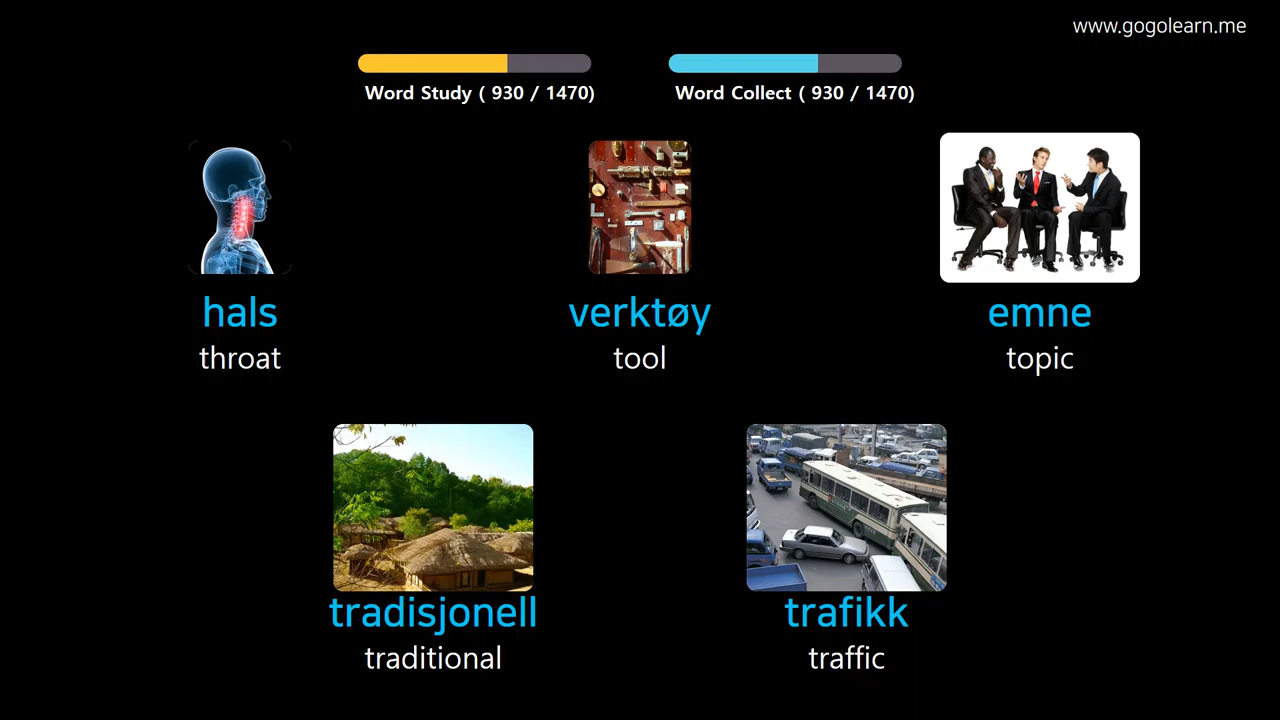 www.gogolearn.me
Word Study ( 930 / 1470)
Word Collect ( 930 / 1470)
hals
throat
verktøy
tool
emne
topic
tradisjonell
traditional
trafikk
traffic